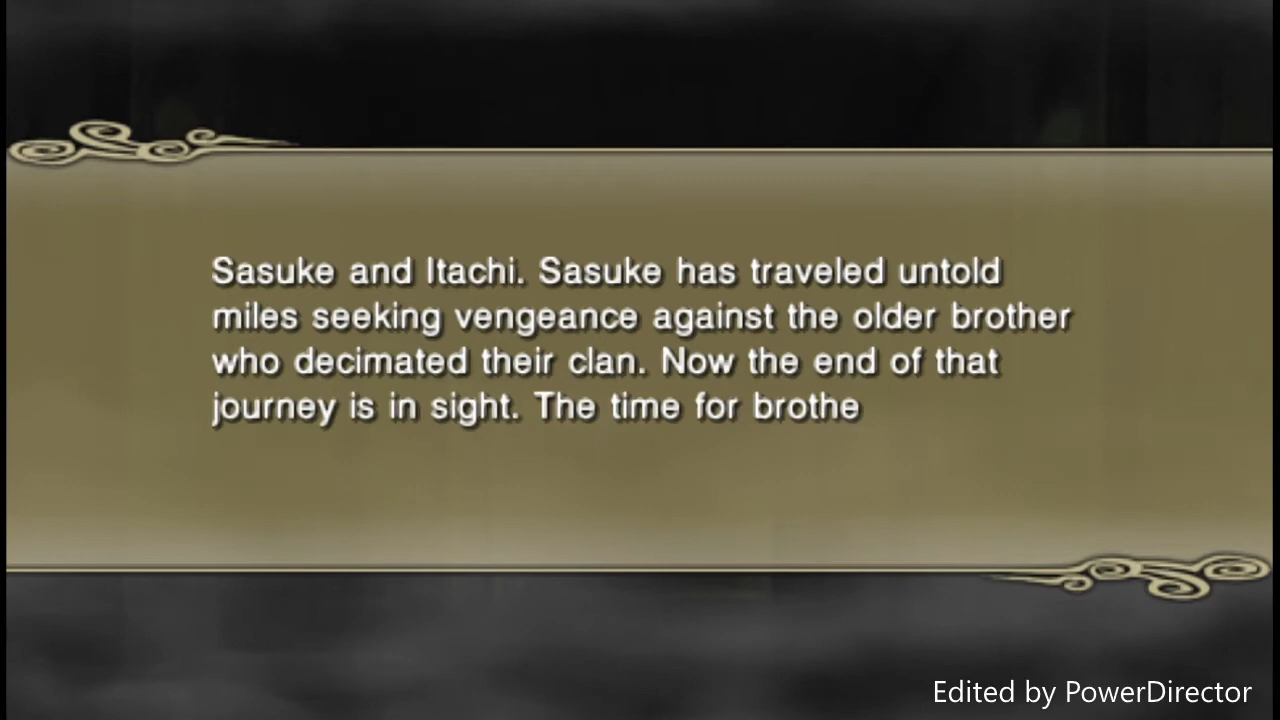 Sasuke and Itachi. Sasuke has traveled untold
miles seeking vengeance against the older brother
who decimated their clan. Now the end of that
journey is in sight. The time for brothe
Edited by PowerDirector